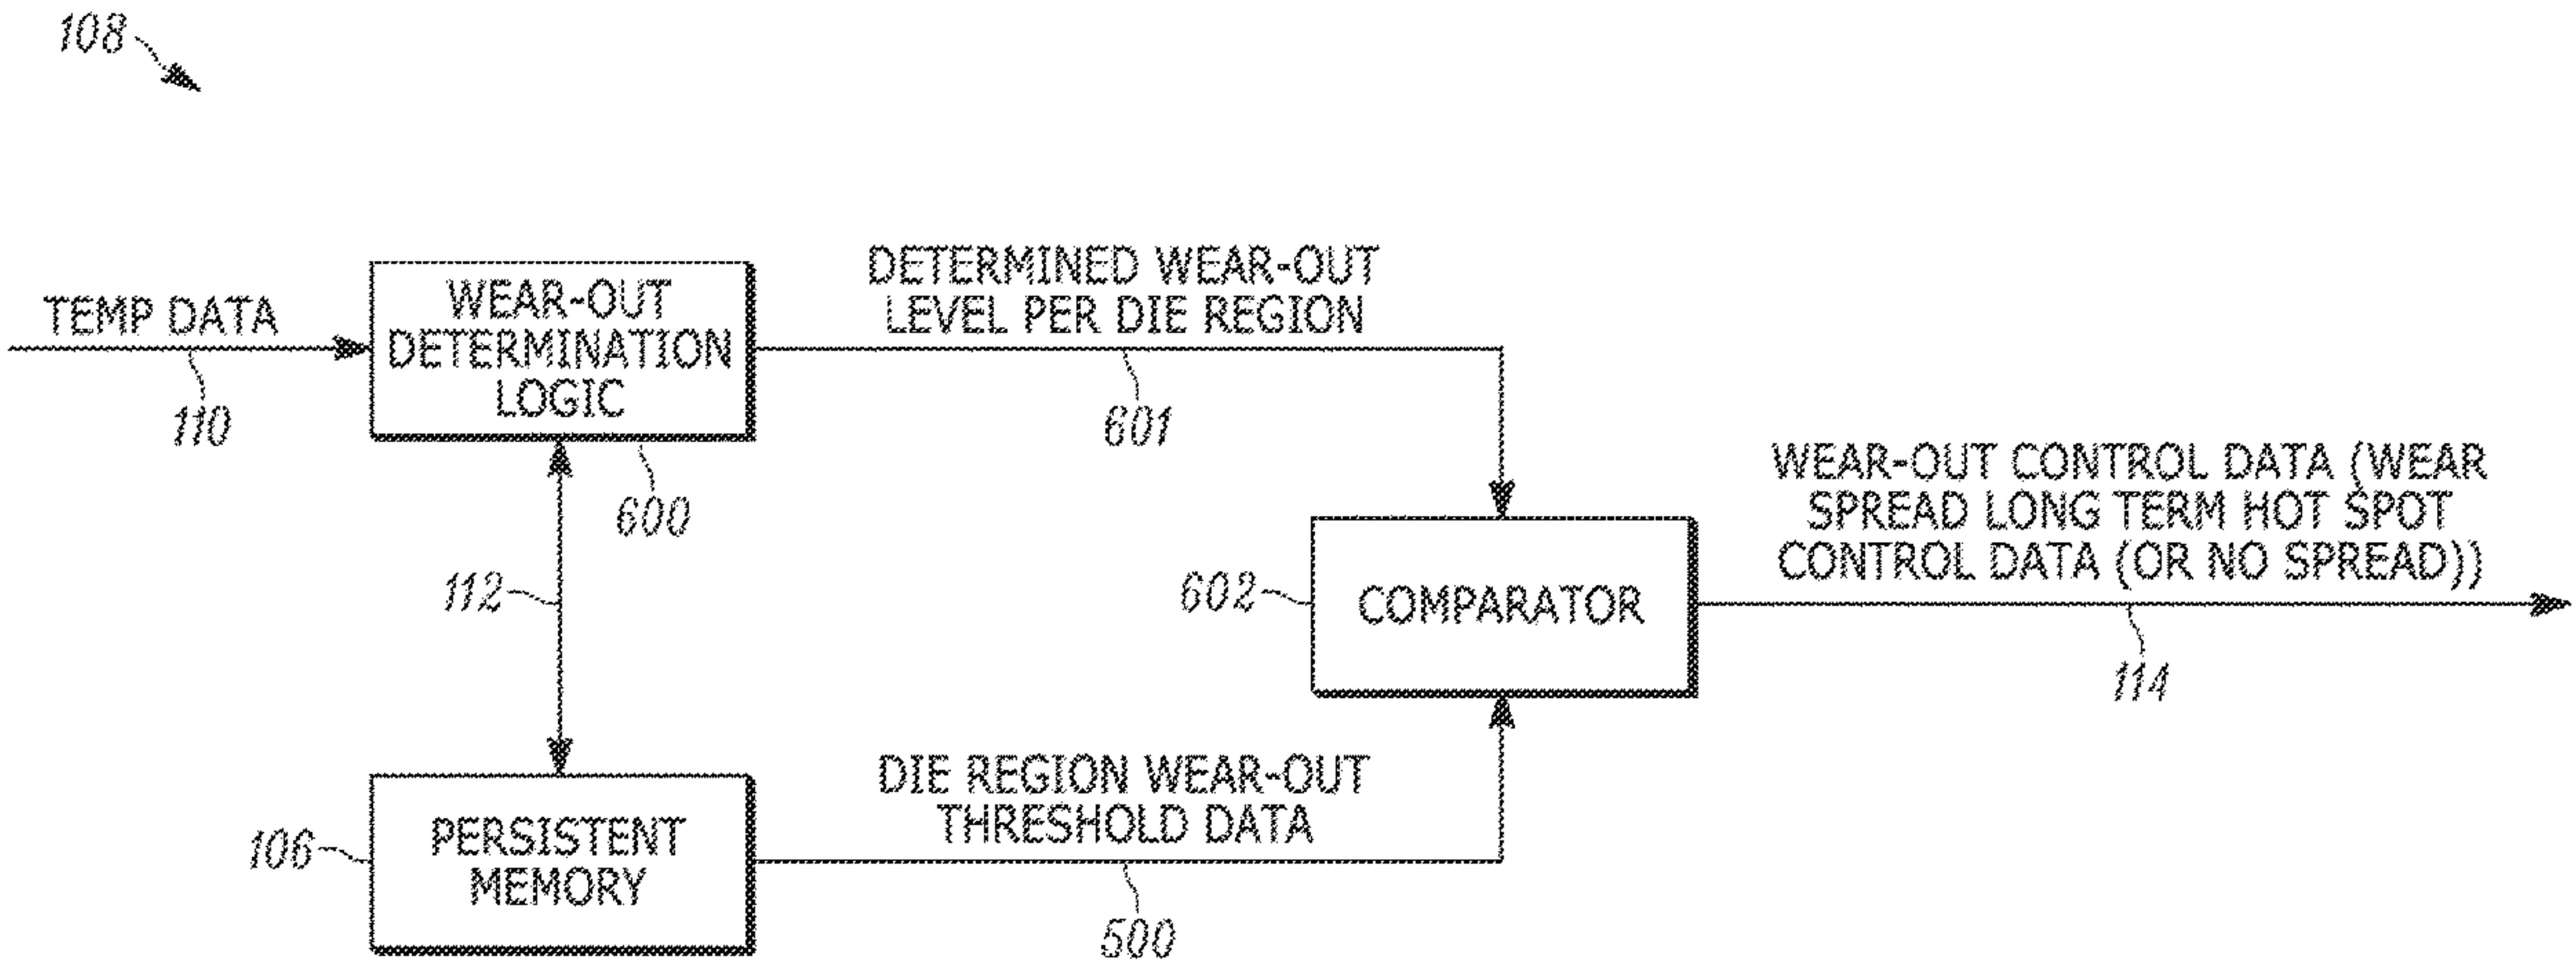 108
TEMP DATA
110
WEAR-OUT
DETERMINATION
LOGIC
600
DETERMINED WEAR-OUT
LEVEL PER DIE REGION
601
112
PERSISTENT
MEMORY
106
DIE REGION WEAR-OUT
THRESHOLD DATA
500
COMPARATOR
602
WEAR-OUT CONTROL DATA (WEAR
SPREAD LONG TERM HOT SPOT
CONTROL DATA (OR NO SPREAD))
114